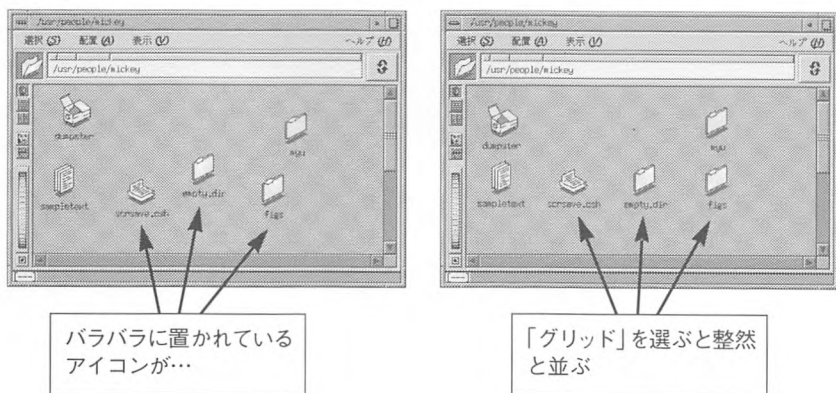 /usr/people/mickey
選択 (S) 配置 (A) 表示 (V) ヘルプ (H)
/usr/people/mickey
dumpster
myu
sampletext
scrsave.csh
empty.dir
figs
バラバラに置かれている
アイコンが…
/usr/people/mickey
選択 (S) 配置 (A) 表示 (V) ヘルプ (H)
/usr/people/mickey
dumpster
myu
sampletext
scrsave.csh
empty.dir
figs
「グリッド」を選ぶと整然
と並ぶ